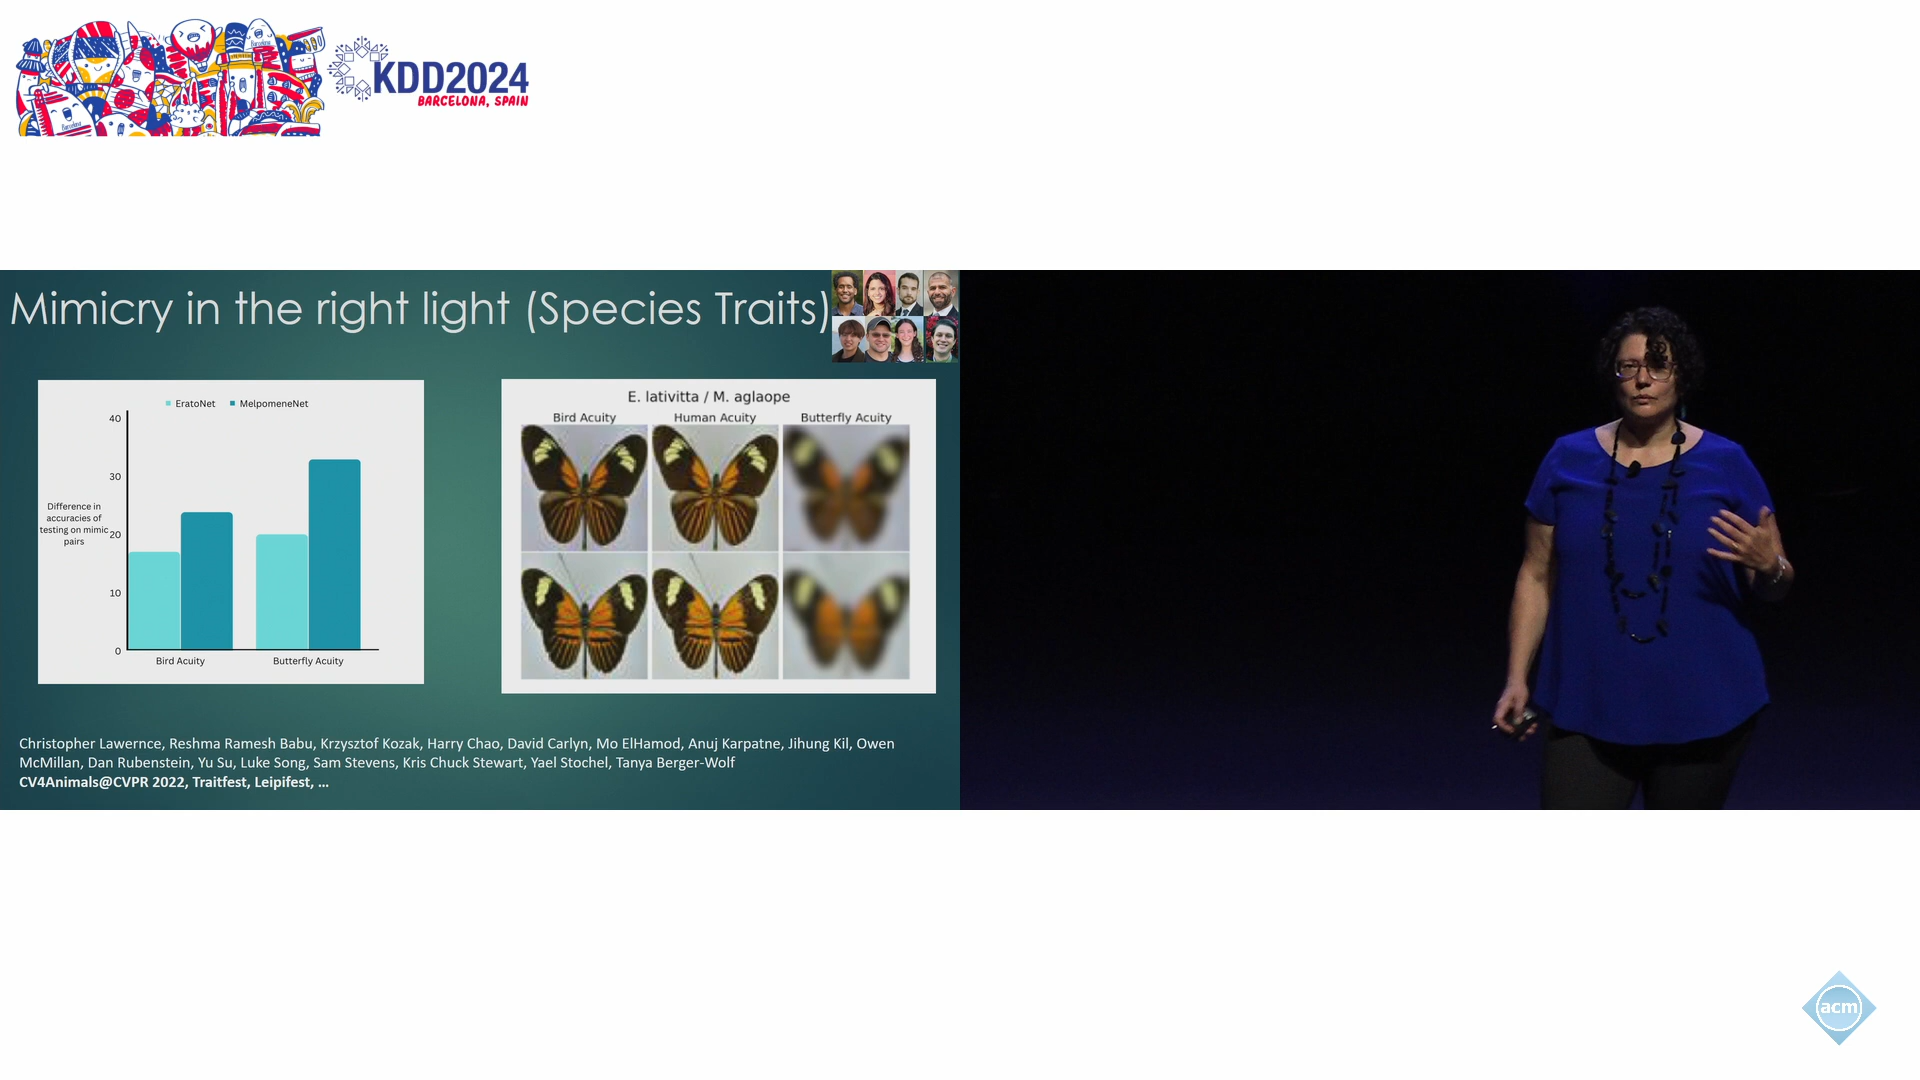 KDD2024
BARCELONA, SPAIN
Mimicry in the right light (Species Traits)
EratoNet
MelpomeneNet
40
30
20
10
0
Difference in
accuracies of
testing on mimic
pairs
Bird Acuity
Butterfly Acuity
E. lativitta / M. aglaope
Bird Acuity
Human Acuity
Butterfly Acuity
Christopher Lawernce, Reshma Ramesh Babu, Krzysztof Kozak, Harry Chao, David Carlyn, Mo ElHamod, Anuj Karpatne, Jihung Kil, Owen
McMillan, Dan Rubenstein, Yu Su, Luke Song, Sam Stevens, Kris Chuck Stewart, Yael Stochel, Tanya Berger-Wolf
CV4Animals@CVPR 2022, Traitfest, Leipifest, ...
acm